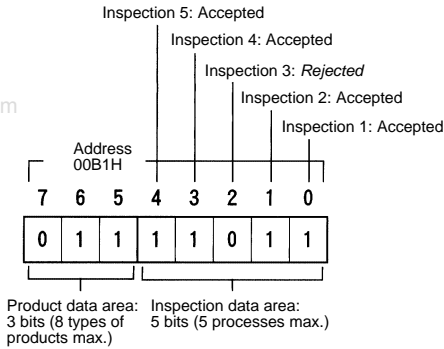 Inspection 5: Accepted
Inspection 4: Accepted
Inspection 3: Rejected
Inspection 2: Accepted
Inspection 1: Accepted
m
Address
00B1H
7 6 5 4 3 2 1 0
0 1 1 1 1 0 1 1
Product data area:
3 bits (8 types of
products max.)
Inspection data area:
5 bits (5 processes max.)